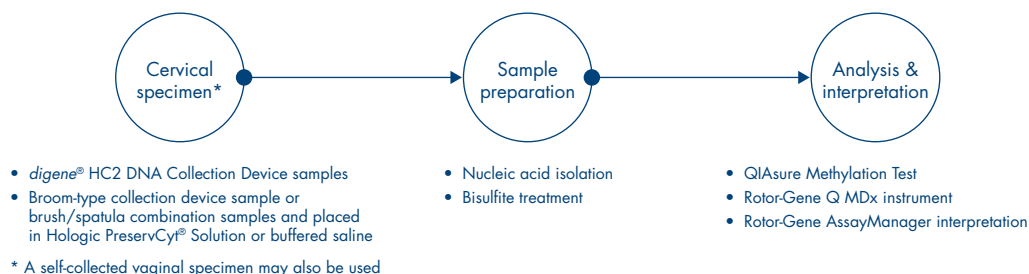 Cervical
specimen*
Sample
preparation
Analysis &
interpretation
• digene® HC2 DNA Collection Device samples
• Broom-type collection device sample or
brush/spatula combination samples and placed
in Hologic PreservCyt® Solution or buffered saline
* A self-collected vaginal specimen may also be used
• Nucleic acid isolation
• Bisulfite treatment
• QIAsure Methylation Test
• Rotor-Gene Q MDx instrument
• Rotor-Gene AssayManager interpretation